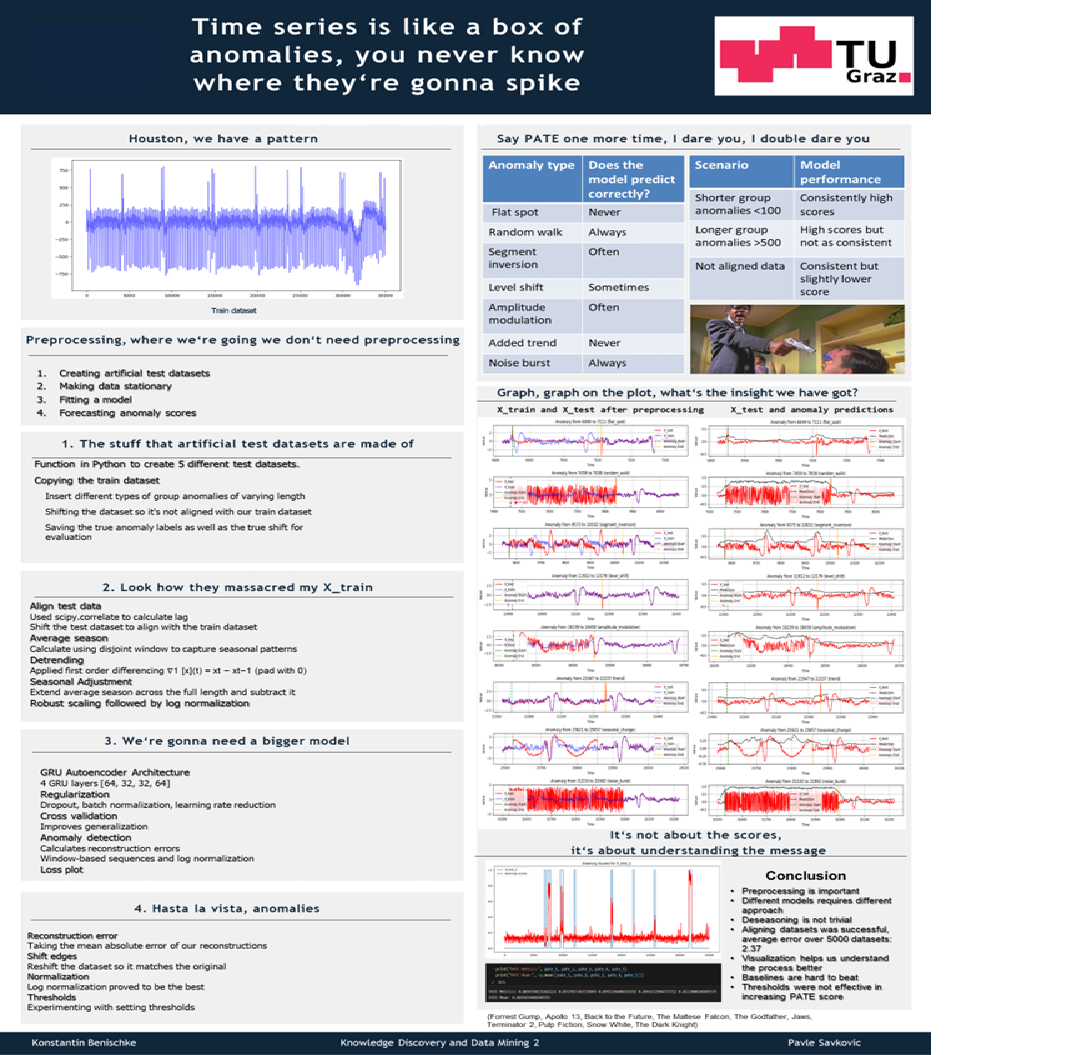 Time series is like a box of
anomalies, you never know
where they‘re gonna spike
TU
Graz
Houston, we have a pattern
750
500
250
0
−250
−500
−750
Train dataset
Preprocessing, where we‘re going we don‘t need preprocessing
1. Creating artificial test datasets
2. Making data stationary
3. Fitting a model
4. Forecasting anomaly scores
1. The stuff that artificial test datasets are made of
Function in Python to create 5 different test datasets.
Copying the train dataset
Insert different types of group anomalies of varying length
Shifting the dataset so it's not aligned with our train dataset
Saving the true anomaly labels as well as the true shift for
evaluation
2. Look how they massacred my X_train
Align test data
Used scipy.correlate to calculate lag
Shift the test dataset to align with the train dataset
Average season
Calculate using disjoint window to capture seasonal patterns
Detrending
Applied first order differencing ∇1 [x](t) = xt − xt−1 (pad with 0)
Seasonal Adjustment
Extend average season across the full length and subtract it
Robust scaling followed by log normalization
3. We‘re gonna need a bigger model
GRU Autoencoder Architecture
4 GRU layers [64, 32, 32, 64]
Regularization
Dropout, batch normalization, learning rate reduction
Cross validation
Improves generalization
Anomaly detection
Calculates reconstruction errors
Window-based sequences and log normalization
Loss plot
4. Hasta la vista, anomalies
Reconstruction error
Taking the mean absolute error of our reconstructions
Shift edges
Reshift the dataset so it matches the original
Normalization
Log normalization proved to be the best
Thresholds
Experimenting with setting thresholds
Say PATE one more time, I dare you, I double dare you
Anomaly type Does the
model predict
correctly?
Flat spot Never
Random walk Always
Segment Often
inversion
Level shift Sometimes
Amplitude Often
modulation
Added trend Never
Noise burst Always
Scenario Model
performance
Shorter group Consistently high
anomalies <100 scores
Longer group High scores but
anomalies >500 not as consistent
Not aligned data Consistent but
slightly lower
score
Graph, graph on the plot, what‘s the insight we have got?
X_train and X_test after preprocessing X_test and anomaly predictions
It‘s not about the scores,
it‘s about understanding the message
Conclusion
• Preprocessing is important
• Different models requires different
approach
• Deseasoning is not trivial
• Aligning datasets was successful,
average error over 5000 datasets:
2.37
• Visualization helps us understand
the process better
• Baselines are hard to beat
• Thresholds were not effective in
increasing PATE score
(Forrest Gump, Apollo 13, Back to the Future, The Maltese Falcon, The Godfather, Jaws,
Terminator 2, Pulp Fiction, Snow White, The Dark Knight)
Konstantin Benischke Knowledge Discovery and Data Mining 2 Pavle Savkovic